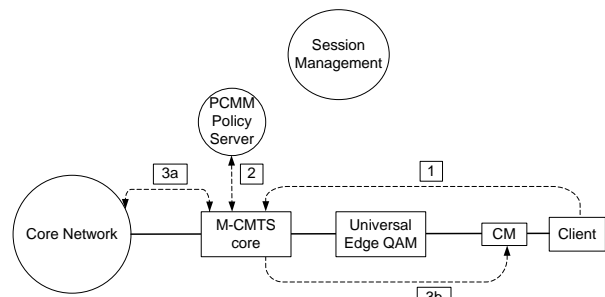 Session
Management
PCMM
Policy
Server
3a
2
1
Core Network
M-CMTS
core
Universal
Edge QAM
CM
Client
3b